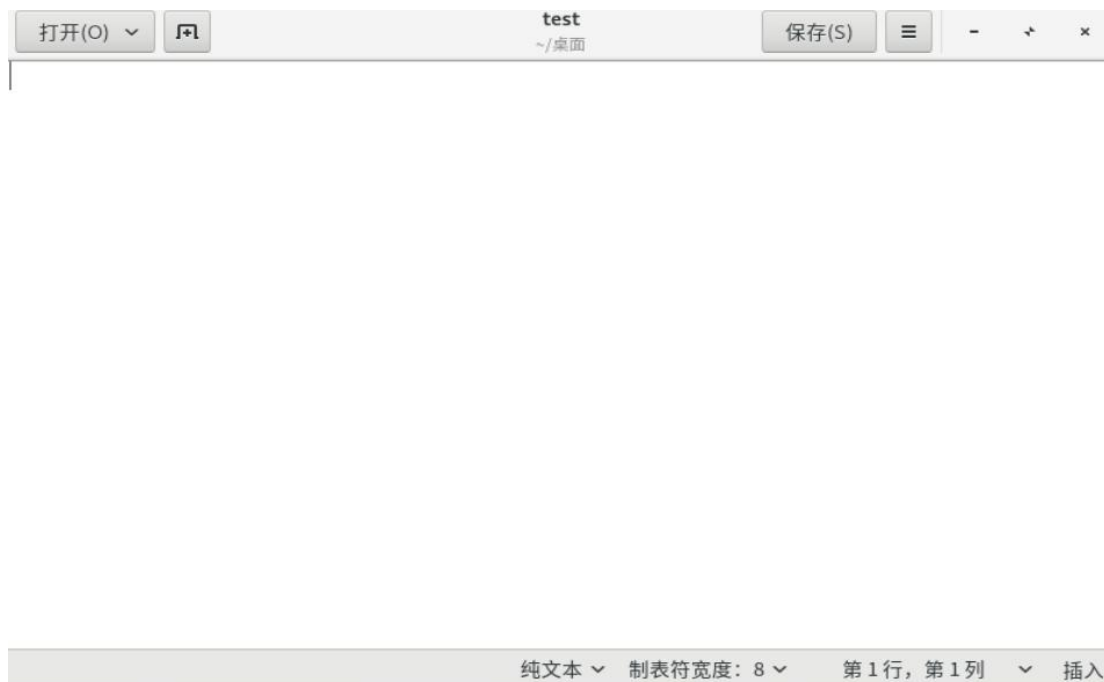 打开(O) test 保存(S)
~/桌面
纯文本 制表符宽度：8 第 1 行，第 1 列 插入